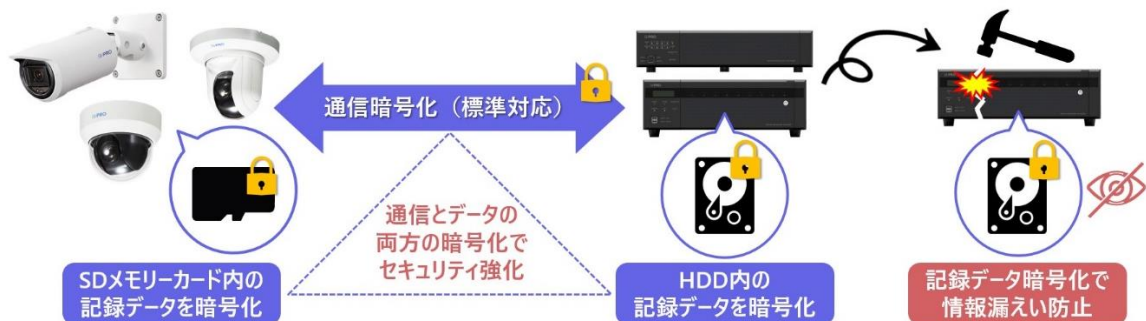 通信暗号化（標準対応）
通信とデータの
両方の暗号化で
セキュリティ強化
SDメモリーカード内の
記録データを暗号化
HDD内の
記録データを暗号化
記録データ暗号化で
情報漏えい防止